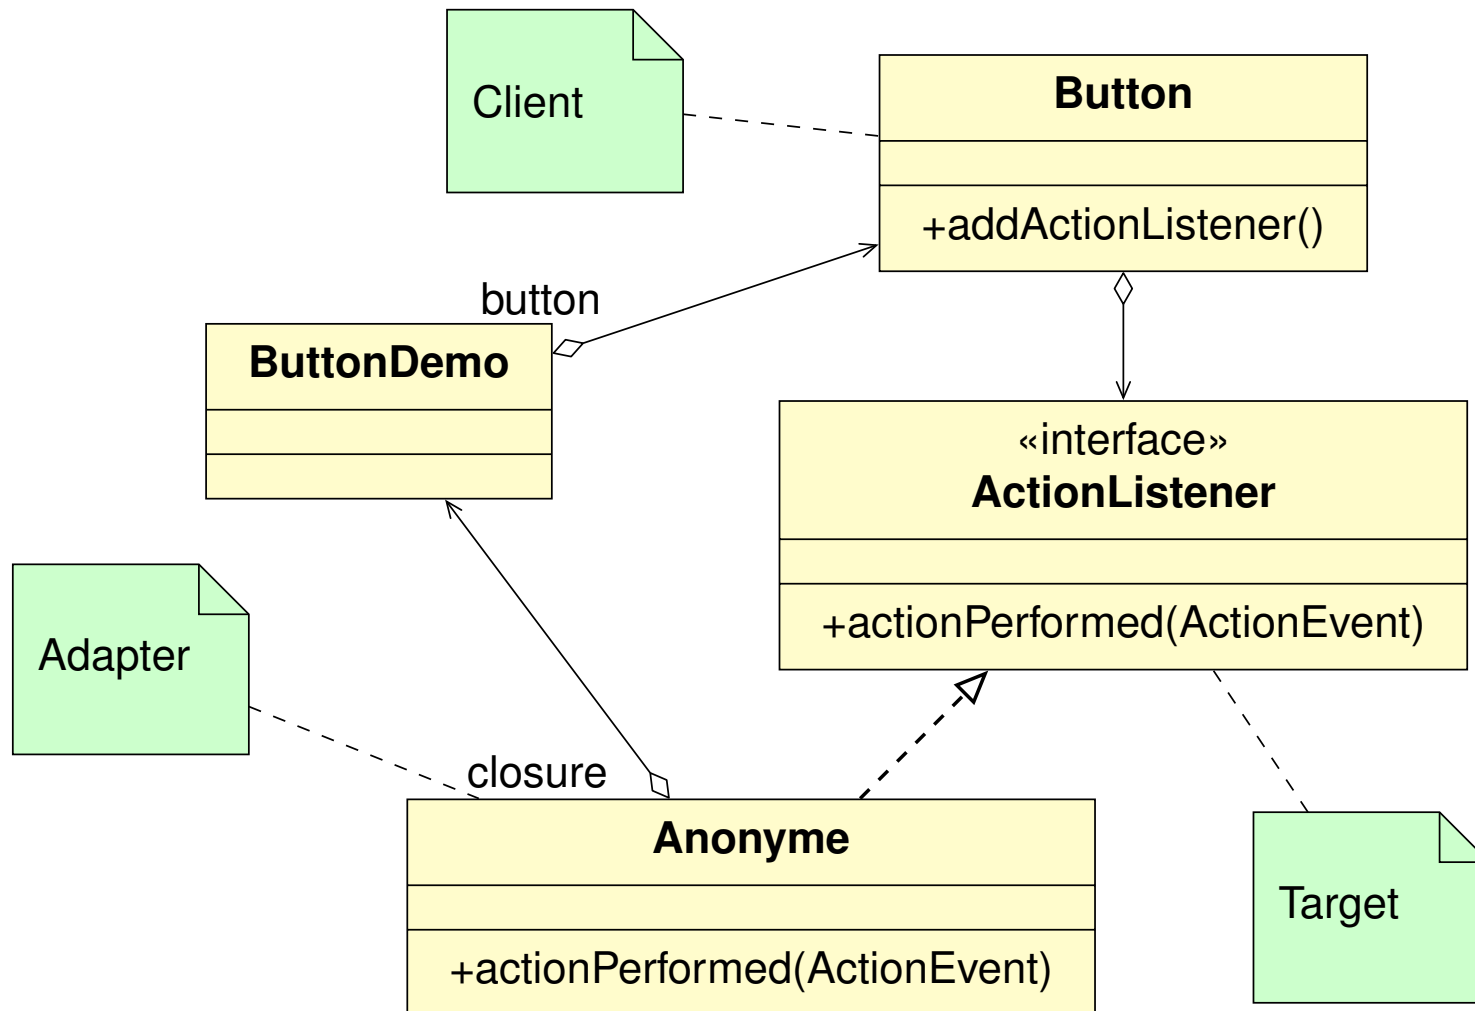 Client
Button
+addActionListener()
button
ButtonDemo
«interface»
ActionListener
+actionPerformed(ActionEvent)
Adapter
closure
Anonyme
+actionPerformed(ActionEvent)
Target